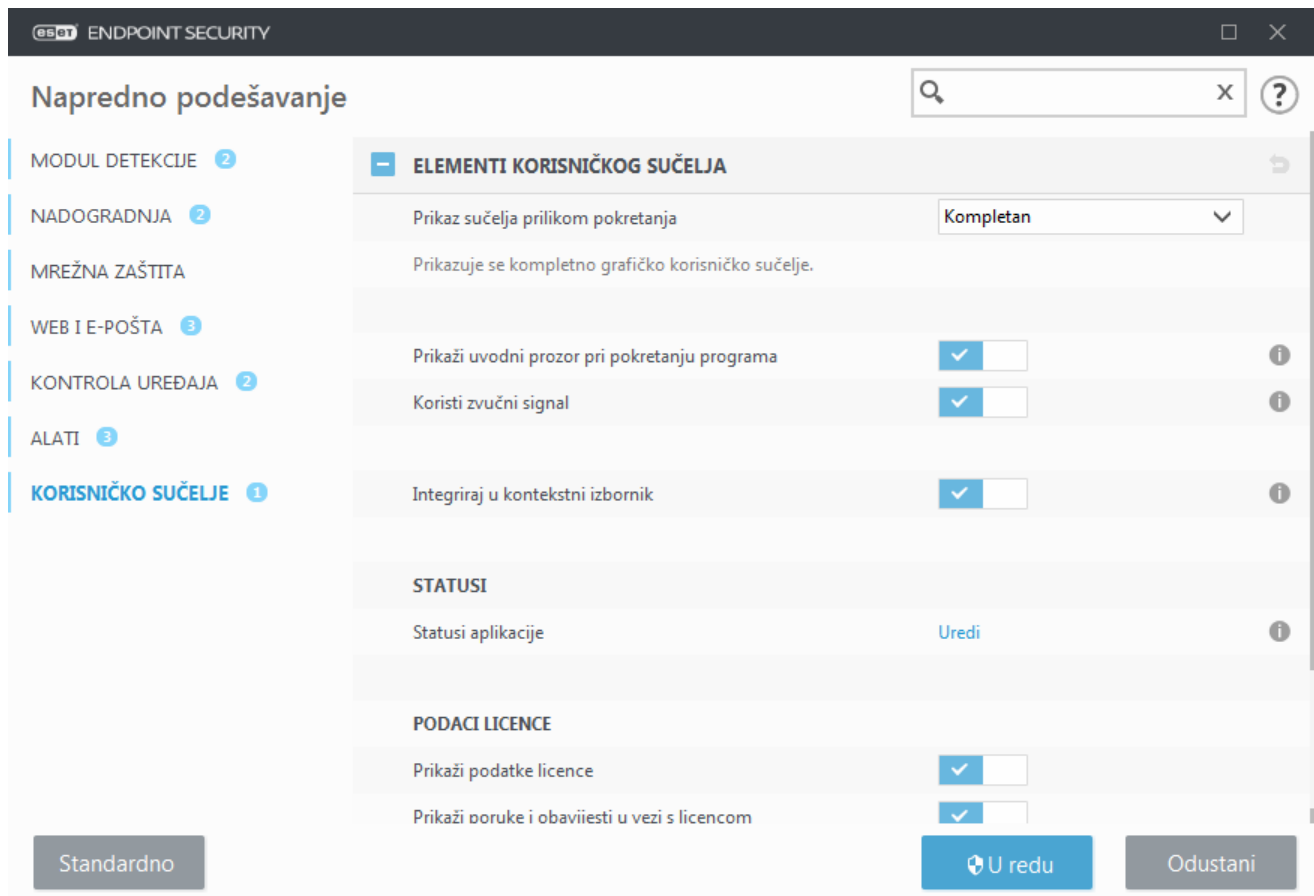 eset ENDPOINT SECURITY
Napredno podešavanje
X ?
MODUL DETEKCIJE 2
NADOGRADNJA 2
MREŽNA ZAŠTITA
WEB I E-POŠTA 3
KONTROLA UREĐAJA 2
ALATI 3
KORISNIČKO SUČELJE 1
ELEMENTI KORISNIČKOG SUČELJA
Prikaz sučelja prilikom pokretanja Kompletan
Prikazuje se kompletno grafičko korisničko sučelje.
Prikaži uvodni prozor pri pokretanju programa
Koristi zvučni signal
Integriraj u kontekstni izbornik
STATUSI
Statusi aplikacije Uredi
PODACI LICENCE
Prikaži podatke licence
Prikaži poruke i obavijesti u vezi s licencom
Standardno U redu Odustani